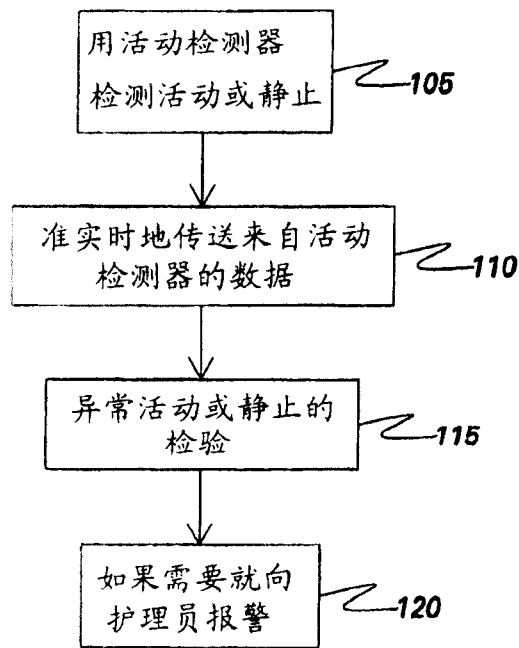 用活动检测器
检测活动或静止
105
准实时地传送来自活动
检测器的数据
110
异常活动或静止的
检验
115
如果需要就向
护理员报警
120